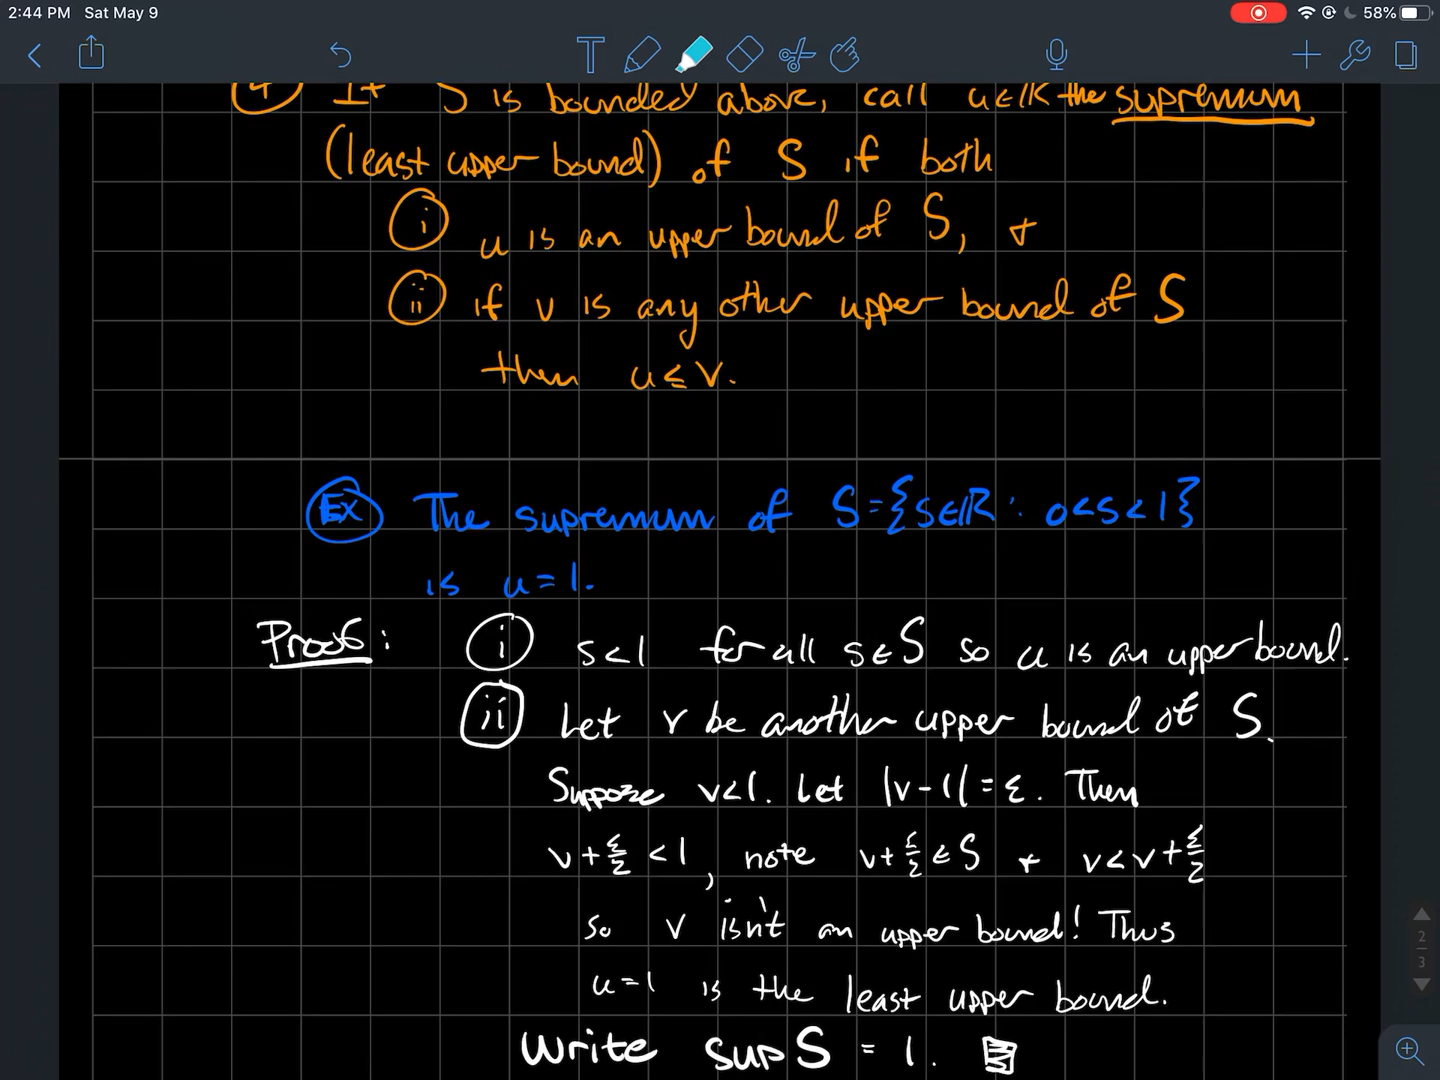 2:44 PM Sat May 9
58%
④ If S is bounded above, call u∈ℝ the supremum
(least upper bound) of S if both
ⓘ u is an upper bound of S, +
ⓘⓘ if v is any other upper bound of S
then u ≤ v.
Ex The supremum of S = {s∈ℝ : 0<s<1}
is u = 1.
Proof: ⓘ s<1 for all s∈S so u is an upper bound.
ⓘⓘ Let v be another upper bound of S.
Suppose v<1. Let |v-1| = ε. Then
v + ε/2 < 1, note v + ε/2 ∈ S + v < v + ε/2
so v isn't an upper bound! Thus
u=1 is the least upper bound.
Write sup S = 1.
2
3